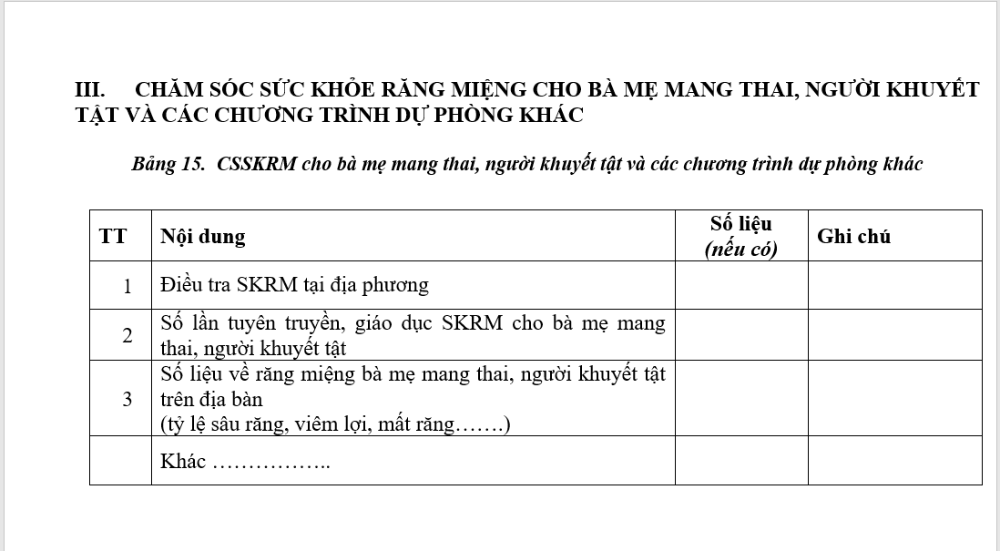 III. CHĂM SÓC SỨC KHỎE RĂNG MIỆNG CHO BÀ MẸ MANG THAI, NGƯỜI KHUYẾT
TẬT VÀ CÁC CHƯƠNG TRÌNH DỰ PHÒNG KHÁC
Bảng 15. CSSKRM cho bà mẹ mang thai, người khuyết tật và các chương trình dự phòng khác
TT Nội dung Số liệu (nếu có) Ghi chú
1 Điều tra SKRM tại địa phương
2 Số lần tuyên truyền, giáo dục SKRM cho bà mẹ mang
thai, người khuyết tật
3 Số liệu về răng miệng bà mẹ mang thai, người khuyết tật
trên địa bàn
(tỷ lệ sâu răng, viêm lợi, mất răng…….)
Khác ……………..